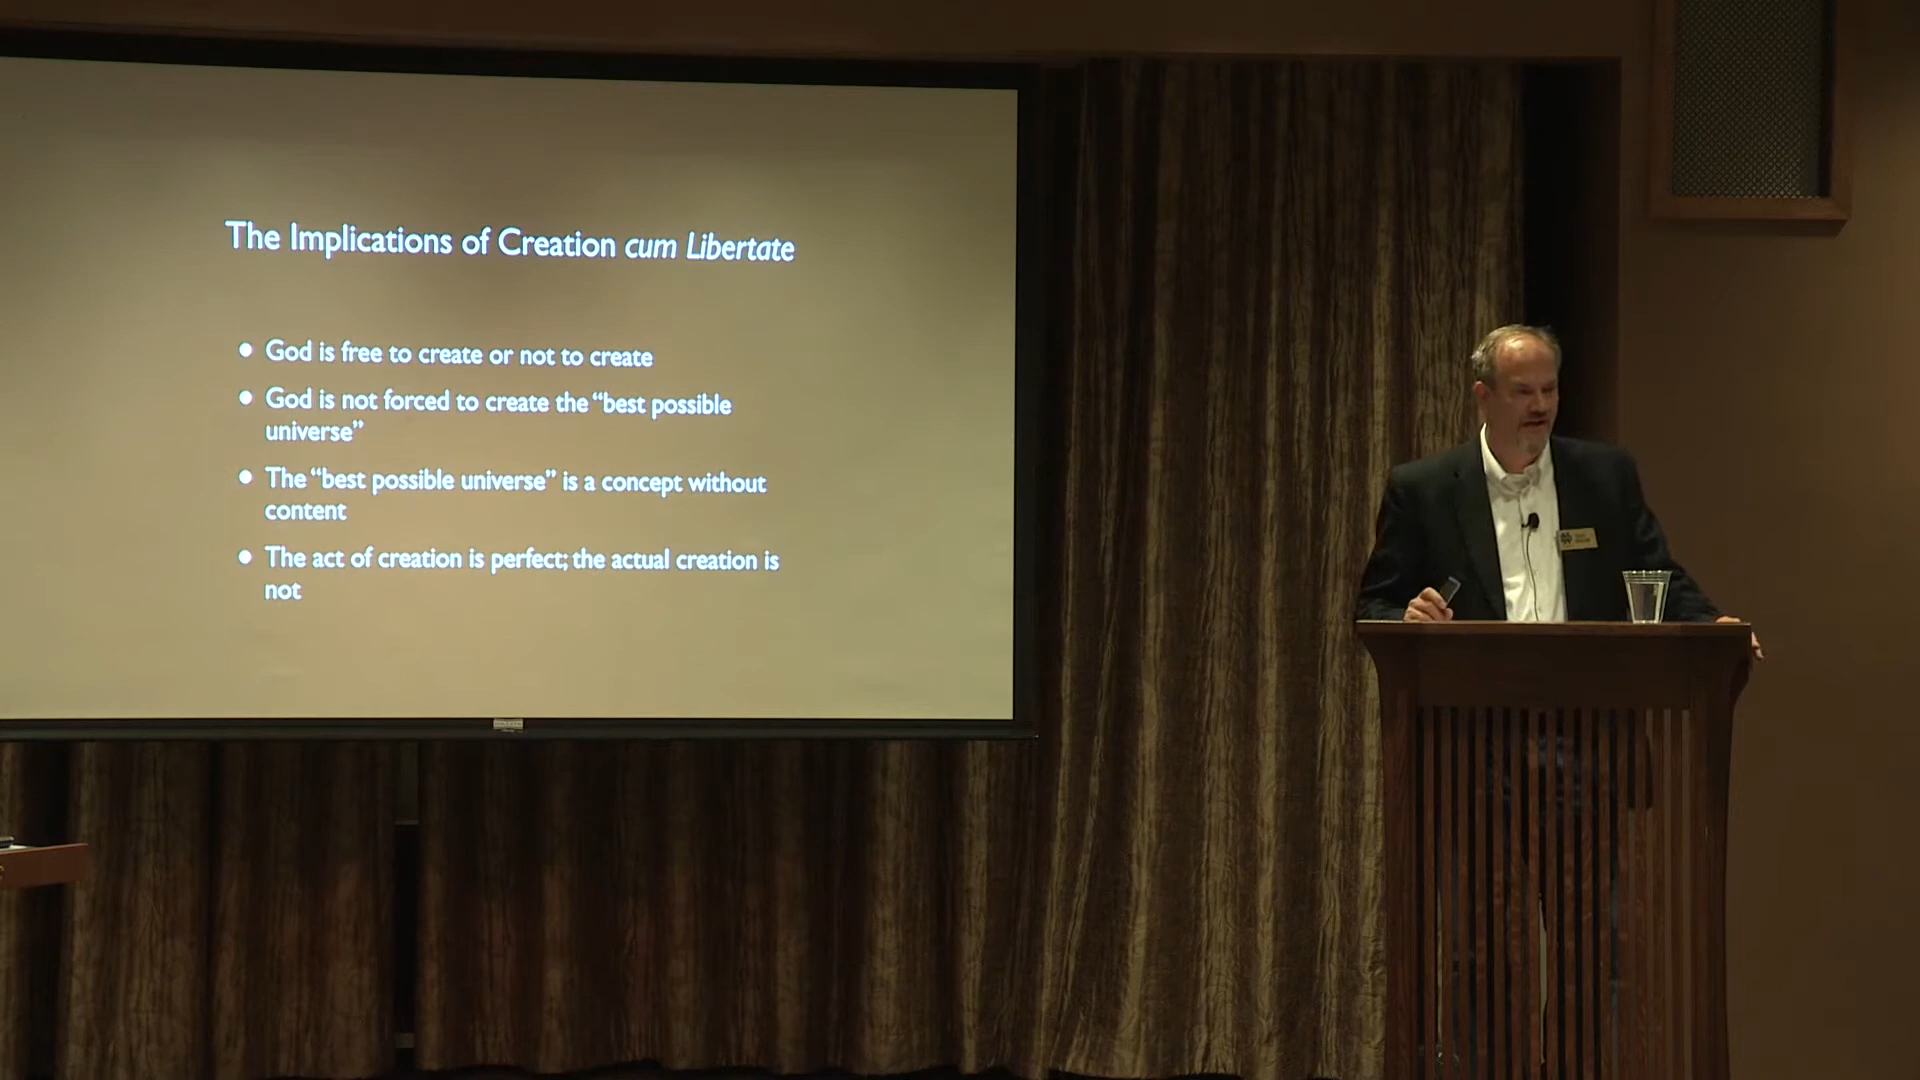 The Implications of Creation cum Libertate
• God is free to create or not to create
• God is not forced to create the “best possible
universe”
• The “best possible universe” is a concept without
content
• The act of creation is perfect; the actual creation is
not